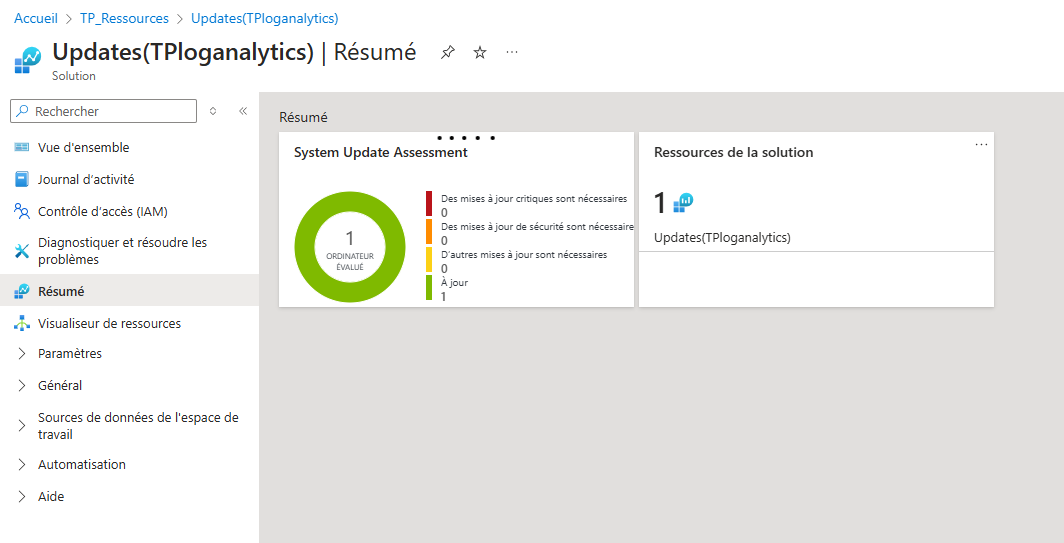 Accueil > TP_Ressources > Updates(TPloganalytics)
Updates(TPloganalytics) | Résumé ...
Solution
Rechercher
Vue d'ensemble
Journal d'activité
Contrôle d'accès (IAM)
Diagnostiquer et résoudre les
problèmes
Résumé
Visualiseur de ressources
Paramètres
Général
Sources de données de l'espace de
travail
Automatisation
Aide
Résumé
System Update Assessment
1
ORDINATEUR
ÉVALUÉ
Des mises à jour critiques sont nécessaires
0
Des mises à jour de sécurité sont nécessaire
0
D'autres mises à jour sont nécessaires
0
À jour
1
Ressources de la solution
1
Updates(TPloganalytics)